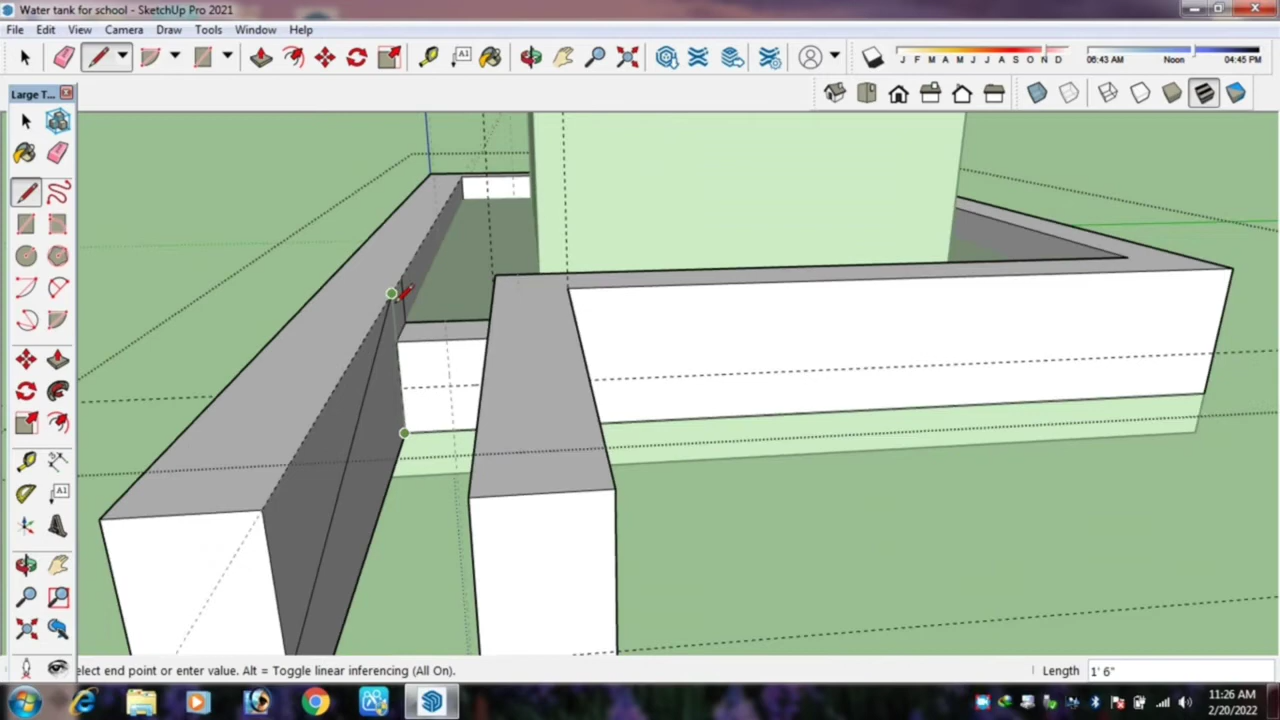 Water tank for school - SketchUp Pro 2021
File Edit View Camera Draw Tools Window Help
A1
J F M A M J J A S O N D
06:43 AM Noon 04:45 PM
Large T...
A1
elect end point or enter value. Alt = Toggle linear inferencing (All On).
Length 1' 6"
11:26 AM
2/20/2022